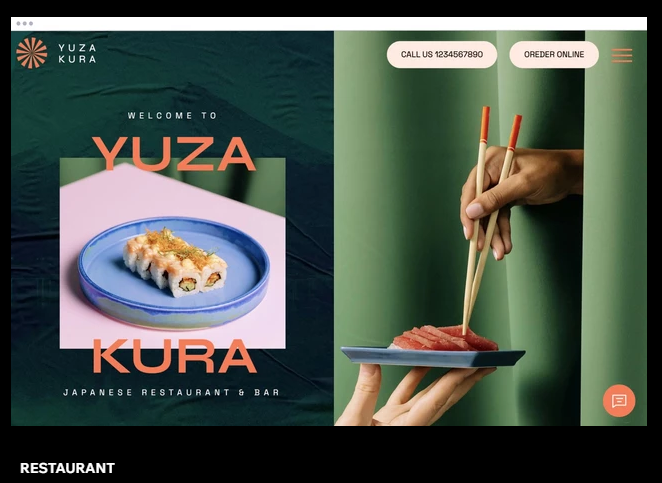 YUZA
KURA
CALL US 1234567890
OREDER ONLINE
WELCOME TO
YUZA
KURA
JAPANESE RESTAURANT & BAR
RESTAURANT